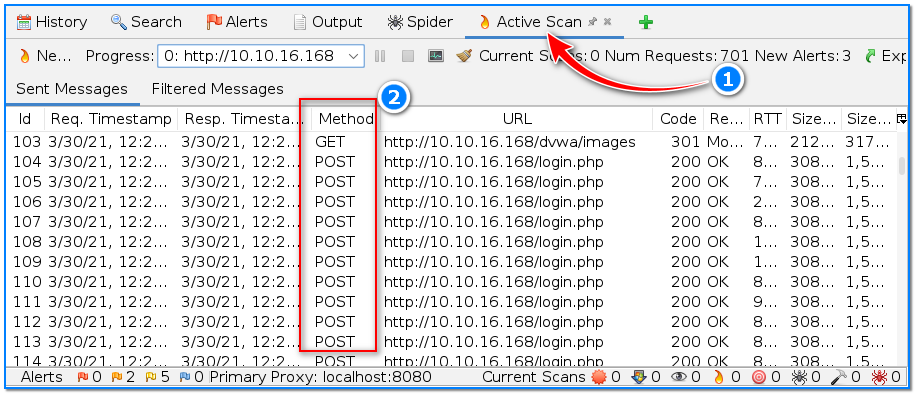 History Search Alerts Output Spider Active Scan
Ne... Progress: 0: http://10.10.16.168 Current Scans: 0 Num Requests: 701 New Alerts: 3 Exp
1
Sent Messages Filtered Messages
2
Id Req. Timestamp Resp. Timesta... Method URL Code Re... RTT Size... Size...
103 3/30/21, 12:2... 3/30/21, 12:2... GET http://10.10.16.168/dvwa/images 301 Mo... 7... 212... 317...
104 3/30/21, 12:2... 3/30/21, 12:2... POST http://10.10.16.168/login.php 200 OK 8... 308... 1,5...
105 3/30/21, 12:2... 3/30/21, 12:2... POST http://10.10.16.168/login.php 200 OK 7... 308... 1,5...
106 3/30/21, 12:2... 3/30/21, 12:2... POST http://10.10.16.168/login.php 200 OK 2... 308... 1,5...
107 3/30/21, 12:2... 3/30/21, 12:2... POST http://10.10.16.168/login.php 200 OK 8... 308... 1,5...
108 3/30/21, 12:2... 3/30/21, 12:2... POST http://10.10.16.168/login.php 200 OK 1... 308... 1,5...
109 3/30/21, 12:2... 3/30/21, 12:2... POST http://10.10.16.168/login.php 200 OK 1... 308... 1,5...
110 3/30/21, 12:2... 3/30/21, 12:2... POST http://10.10.16.168/login.php 200 OK 8... 308... 1,5...
111 3/30/21, 12:2... 3/30/21, 12:2... POST http://10.10.16.168/login.php 200 OK 9... 308... 1,5...
112 3/30/21, 12:2... 3/30/21, 12:2... POST http://10.10.16.168/login.php 200 OK 8... 308... 1,5...
113 3/30/21, 12:2... 3/30/21, 12:2... POST http://10.10.16.168/login.php 200 OK 8... 308... 1,5...
114 3/30/21, 12:2... 3/30/21, 12:2... POST http://10.10.16.168/login.php 200 OK 8... 308... 1,5...
Alerts 0 2 5 0 Primary Proxy: localhost:8080 Current Scans 0 0 0 0 0 0 0 0